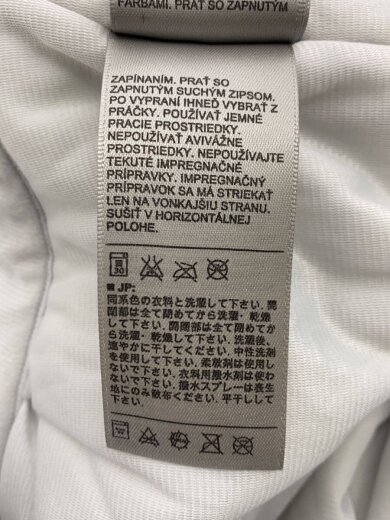 FARBAMI. PRAŤ SO ZAPNUTÝM
ZAPÍNANÍM. PRAŤ SO
ZAPNUTÝM SUCHÝM ZIPSOM.
PO VYPRANÍ IHNEĎ VYBRAŤ Z
PRÁČKY. POUŽÍVAŤ JEMNÉ
PRACIE PROSTRIEDKY.
NEPOUŽÍVAŤ AVIVÁŽNE
PROSTRIEDKY. NEPOUŽÍVAJTE
TEKUTÉ IMPREGNAČNÉ
PRÍPRAVKY. IMPREGNAČNÝ
PRÍPRAVOK SA MÁ STRIEKAŤ
LEN NA VONKAJŠIU STRANU.
SUŠIŤ V HORIZONTÁLNEJ
POLOHE.
30
■ JP:
同系色の衣料と洗濯して下さい. 開
閉部は全て閉めてから洗濯・乾燥
して下さい. 開閉部は全て閉めてか
ら洗濯・乾燥して下さい. 洗濯後、
速やかに干してください. 中性洗剤
を使用して下さい. 柔軟剤は使用し
ないで下さい. 衣料用撥水剤は使わ
ないで下さい. 撥水スプレーは表生
地にのみ散布ください. 平干しして
下さい.